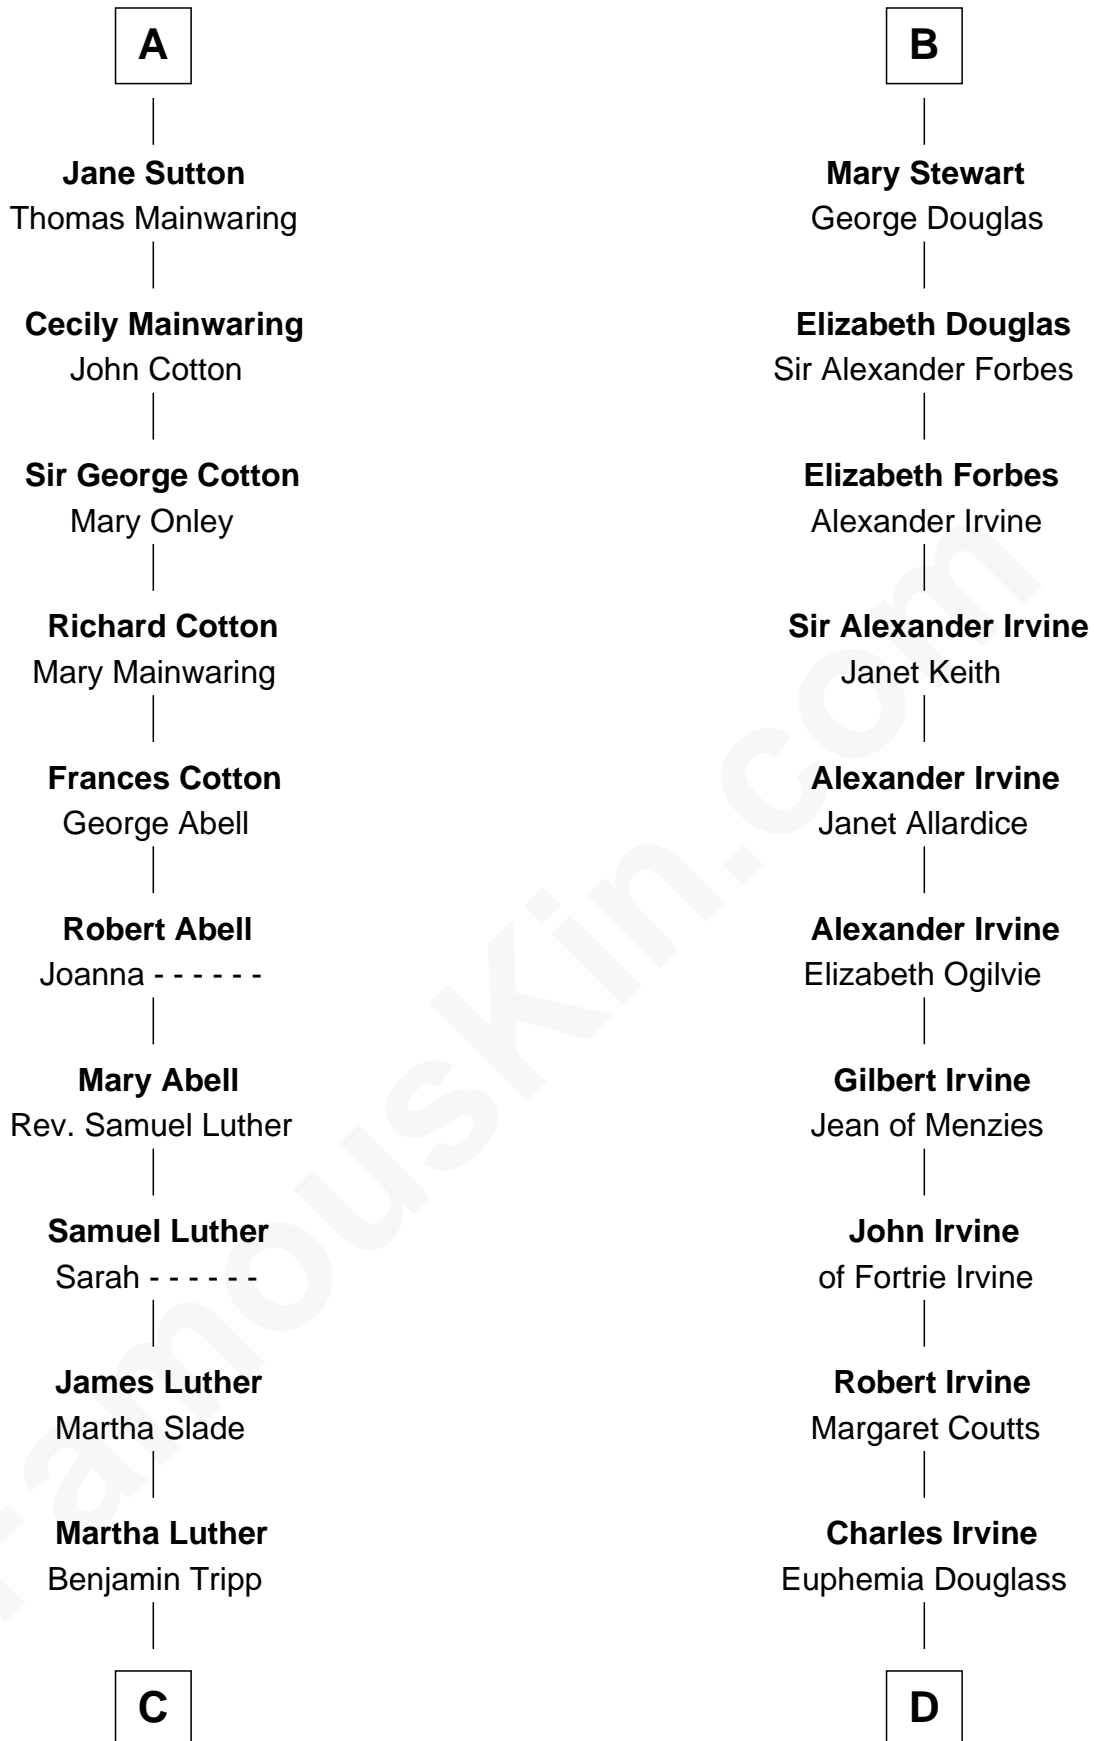 A
Jane Sutton
Thomas Mainwaring
Cecily Mainwaring
John Cotton
Sir George Cotton
Mary Onley
Richard Cotton
Mary Mainwaring
Frances Cotton
George Abell
Robert Abell
Joanna - - - - - -
Mary Abell
Rev. Samuel Luther
Samuel Luther
Sarah - - - - - -
James Luther
Martha Slade
Martha Luther
Benjamin Tripp
C
B
Mary Stewart
George Douglas
Elizabeth Douglas
Sir Alexander Forbes
Elizabeth Forbes
Alexander Irvine
Sir Alexander Irvine
Janet Keith
Alexander Irvine
Janet Allardice
Alexander Irvine
Elizabeth Ogilvie
Gilbert Irvine
Jean of Menzies
John Irvine
of Fortrie Irvine
Robert Irvine
Margaret Coutts
Charles Irvine
Euphemia Douglass
D
FamousKin.com